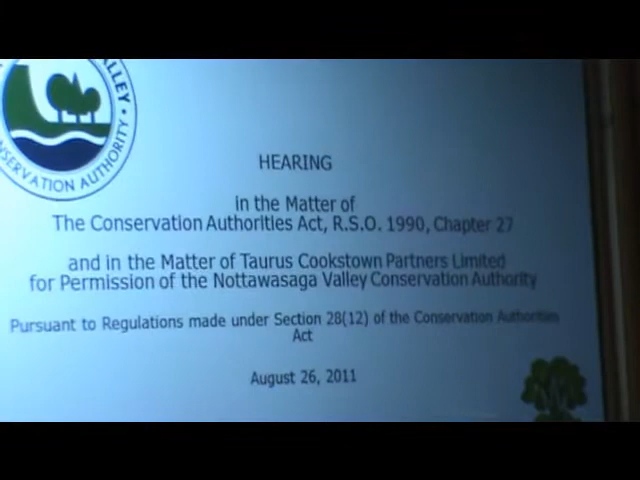 VALLEY •
CONSERVATION AUTHORITY •
HEARING
in the Matter of
The Conservation Authorities Act, R.S.O. 1990, Chapter 27
and in the Matter of Taurus Cookstown Partners Limited
for Permission of the Nottawasaga Valley Conservation Authority
Pursuant to Regulations made under Section 28(12) of the Conservation Authorities
Act
August 26, 2011